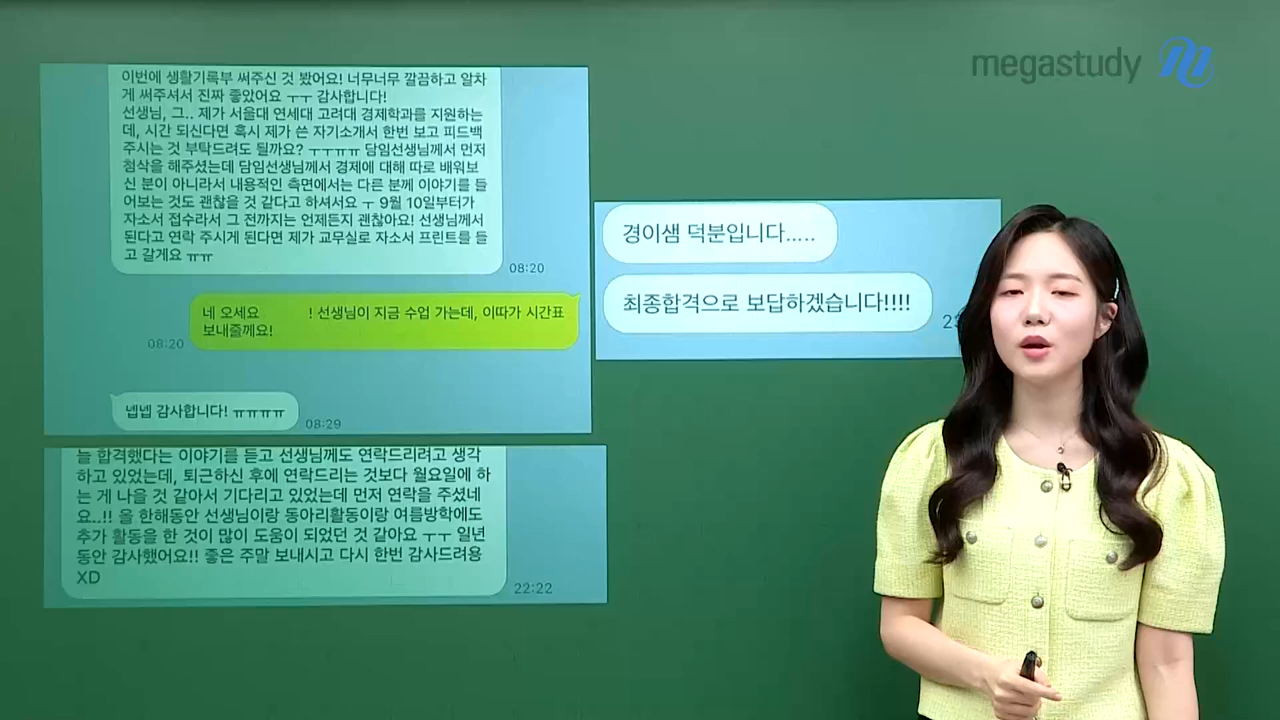 megastudy
이번에 생활기록부 써주신 것 봤어요! 너무너무 깔끔하고 알차
게 써주셔서 진짜 좋았어요 ㅜㅜ 감사합니다!
선생님, 그.. 제가 서울대 연세대 고려대 경제학과를 지원하는
데, 시간 되신다면 혹시 제가 쓴 자기소개서 한번 보고 피드백
주시는 것 부탁드려도 될까요? ㅜㅜㅠㅠ 담임선생님께서 먼저
첨삭을 해주셨는데 담임선생님께서 경제에 대해 따로 배워보
신 분이 아니라서 내용적인 측면에서는 다른 분께 이야기를 들
어보는 것도 괜찮을 것 같다고 하셔서요 ㅜ 9월 10일부터가
자소서 접수라서 그 전까지는 언제든지 괜찮아요! 선생님께서
된다고 연락 주시게 된다면 제가 교무실로 자소서 프린트를 들
고 갈게요 ㅠㅠ
08:20
네 오세요 ! 선생님이 지금 수업 가는데, 이따가 시간표
보내줄께요!
08:20
넵넵 감사합니다! ㅠㅠㅠㅠ
08:29
늘 합격했다는 이야기를 듣고 선생님께도 연락드리려고 생각
하고 있었는데, 퇴근하신 후에 연락드리는 것보다 월요일에 하
는 게 나을 것 같아서 기다리고 있었는데 먼저 연락을 주셨네
요..!! 올 한해동안 선생님이랑 동아리활동이랑 여름방학에도
추가 활동을 한 것이 많이 도움이 되었던 것 같아요 ㅜㅜ 일년
동안 감사했어요!! 좋은 주말 보내시고 다시 한번 감사드려용
XD
22:22
경이샘 덕분입니다.....
최종합격으로 보답하겠습니다!!!!